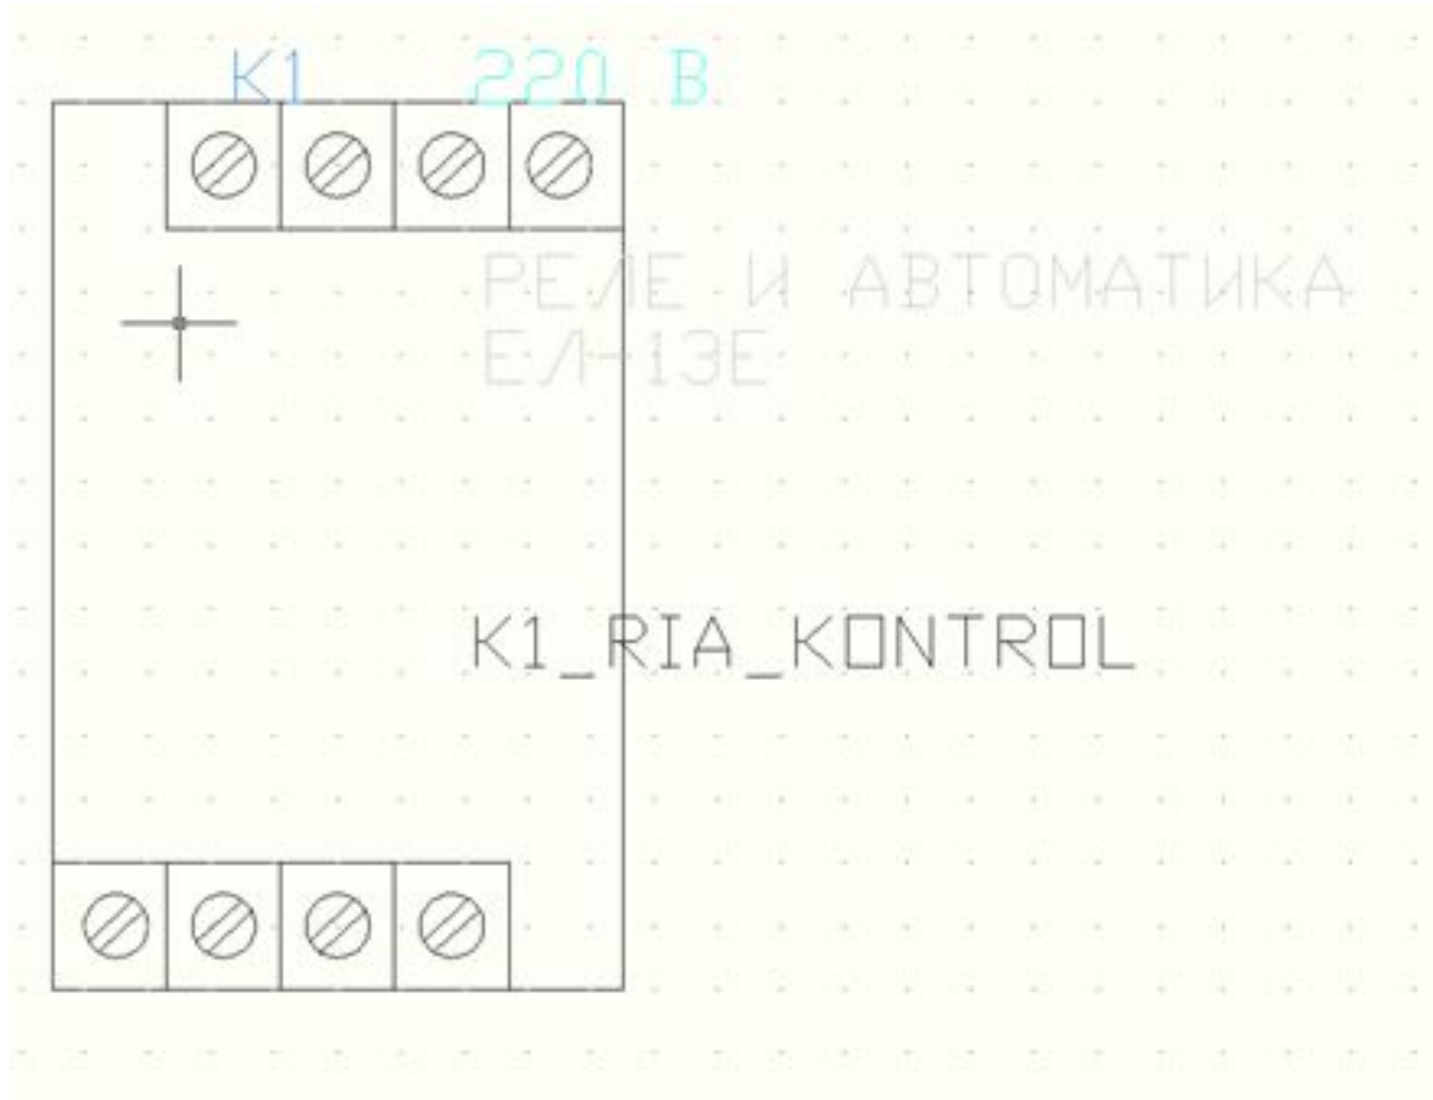 K1 220 В
РЕЛЕ И АВТОМАТИКА
ЕЛ-13Е
K1_RIA_KONTROL